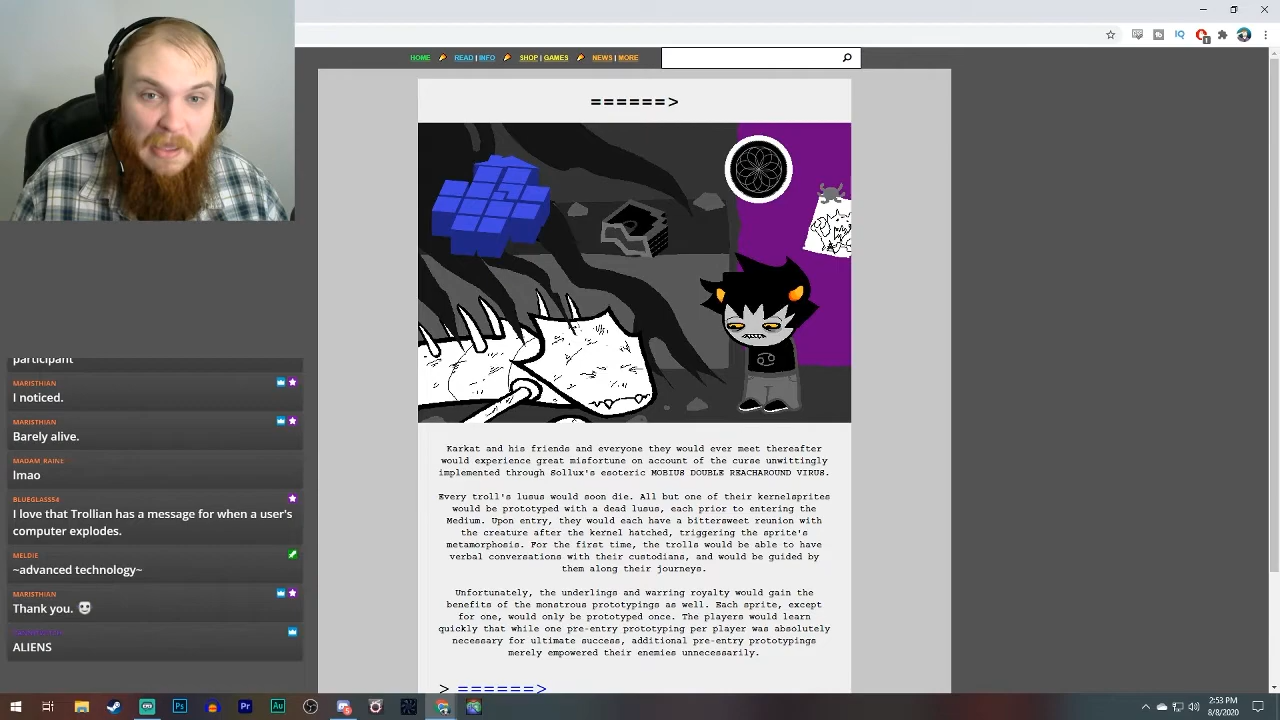 HOME READ | INFO SHOP | GAMES NEWS | MORE
======>
Karkat and his friends and everyone they would ever meet thereafter
would experience great misfortune on account of the curse unwittingly
implemented through Sollux's esoteric MOBIUS DOUBLE REACHAROUND VIRUS.
Every troll's lusus would soon die. All but one of their kernelsprites
would be prototyped with a dead lusus, each prior to entering the
Medium. Upon entry, they would each have a bittersweet reunion with
the creature after the kernel hatched, triggering the sprite's
metamorphosis. For the first time, the trolls would be able to have
verbal conversations with their custodians, and would be guided by
them along their journeys.
Unfortunately, the underlings and warring royalty would gain the
benefits of the monstrous prototypings as well. Each sprite, except
for one, would only be prototyped once. The players would learn
quickly that while one pre-entry prototyping per player was absolutely
necessary for ultimate success, additional pre-entry prototypings
merely empowered their enemies unnecessarily.
> ======>
participant
MARISTHIAN
I noticed.
MARISTHIAN
Barely alive.
MADAM RAINE
lmao
BLUEGLASS54
I love that Trollian has a message for when a user's
computer explodes.
MELDIE
~advanced technology~
MARISTHIAN
Thank you.
ALIENS
2:53 PM
8/8/2020